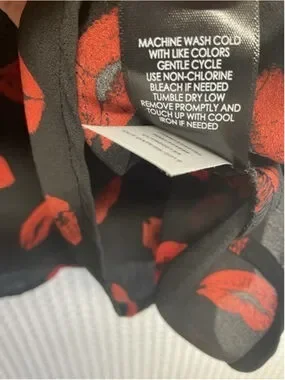 MACHINE WASH COLD
WITH LIKE COLORS
GENTLE CYCLE
USE NON-CHLORINE
BLEACH IF NEEDED
TUMBLE DRY LOW
REMOVE PROMPTLY AND
TOUCH UP WITH COOL
IRON IF NEEDED